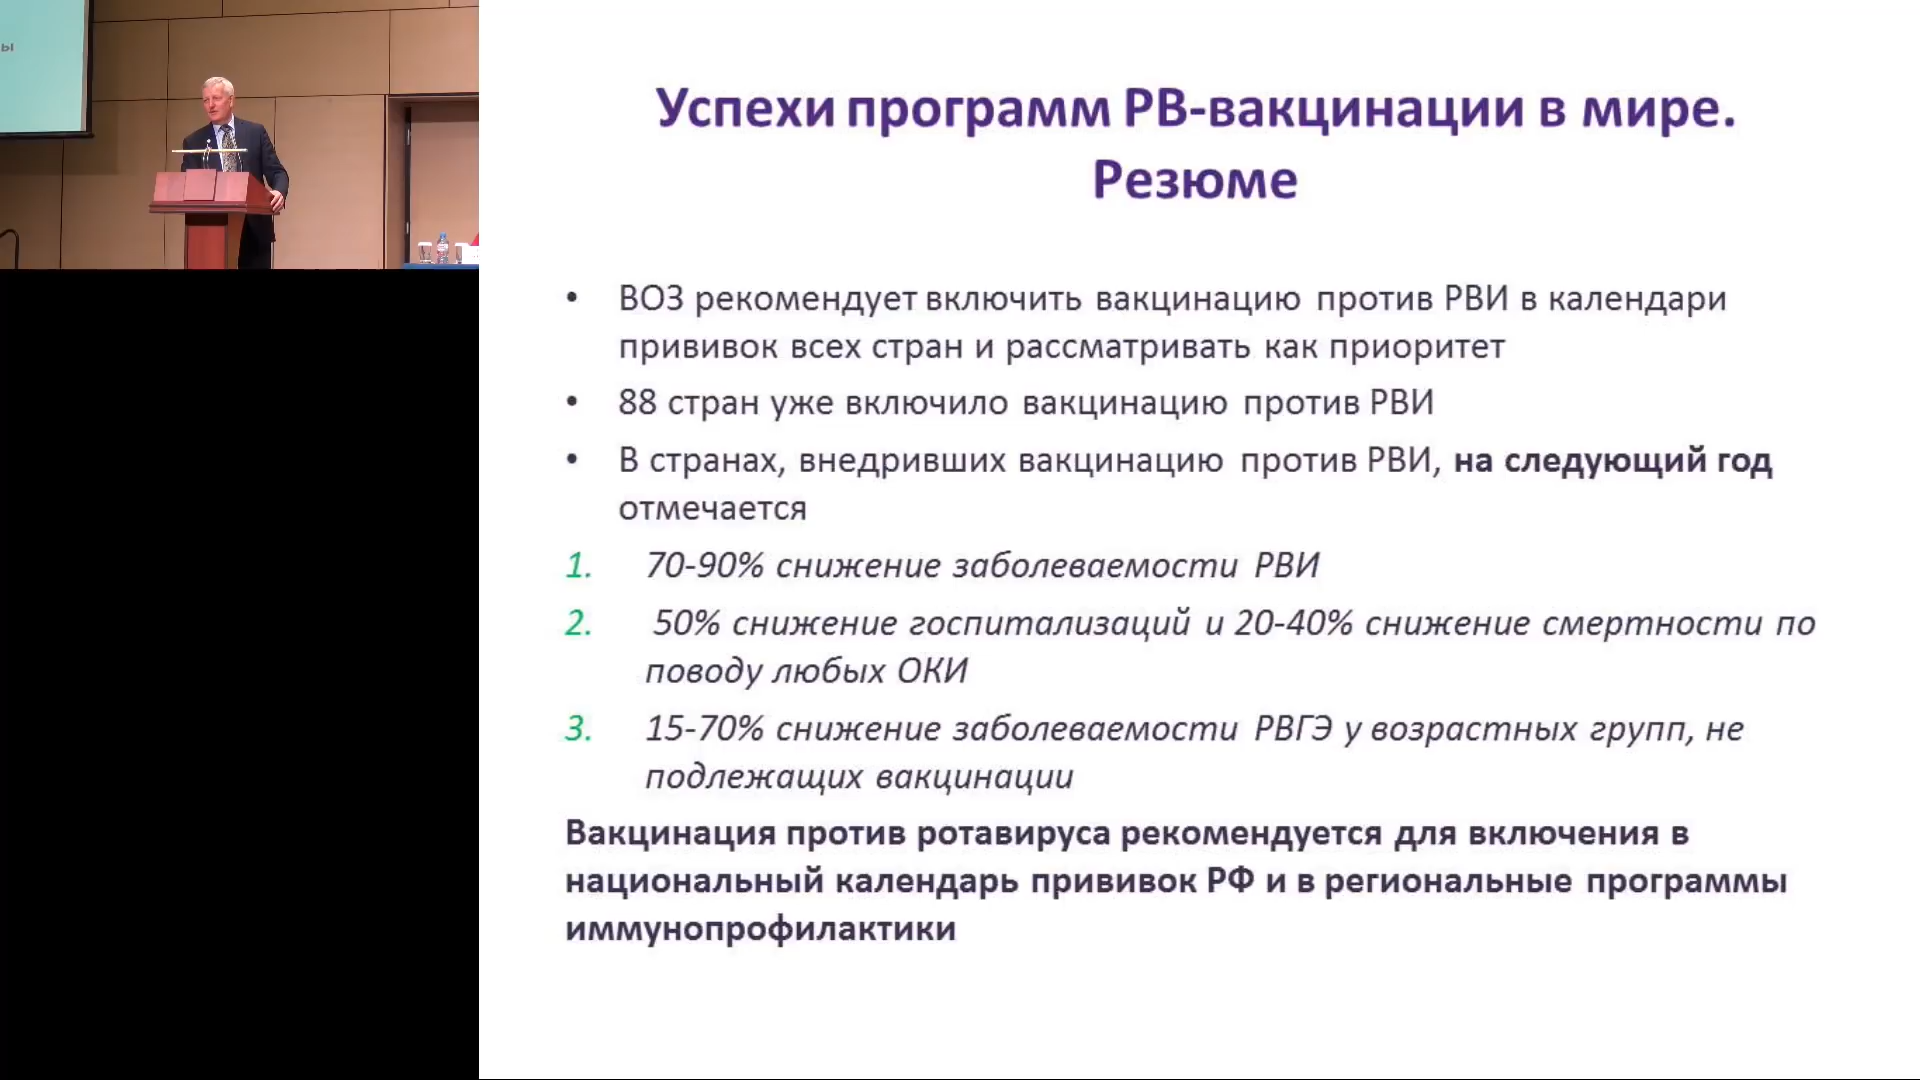 ы
Успехи программ РВ-вакцинации в мире.
Резюме
• ВОЗ рекомендует включить вакцинацию против РВИ в календари
прививок всех стран и рассматривать как приоритет
• 88 стран уже включило вакцинацию против РВИ
• В странах, внедривших вакцинацию против РВИ, на следующий год
отмечается
1. 70-90% снижение заболеваемости РВИ
2. 50% снижение госпитализаций и 20-40% снижение смертности по
поводу любых ОКИ
3. 15-70% снижение заболеваемости РВГЭ у возрастных групп, не
подлежащих вакцинации
Вакцинация против ротавируса рекомендуется для включения в
национальный календарь прививок РФ и в региональные программы
иммунопрофилактики